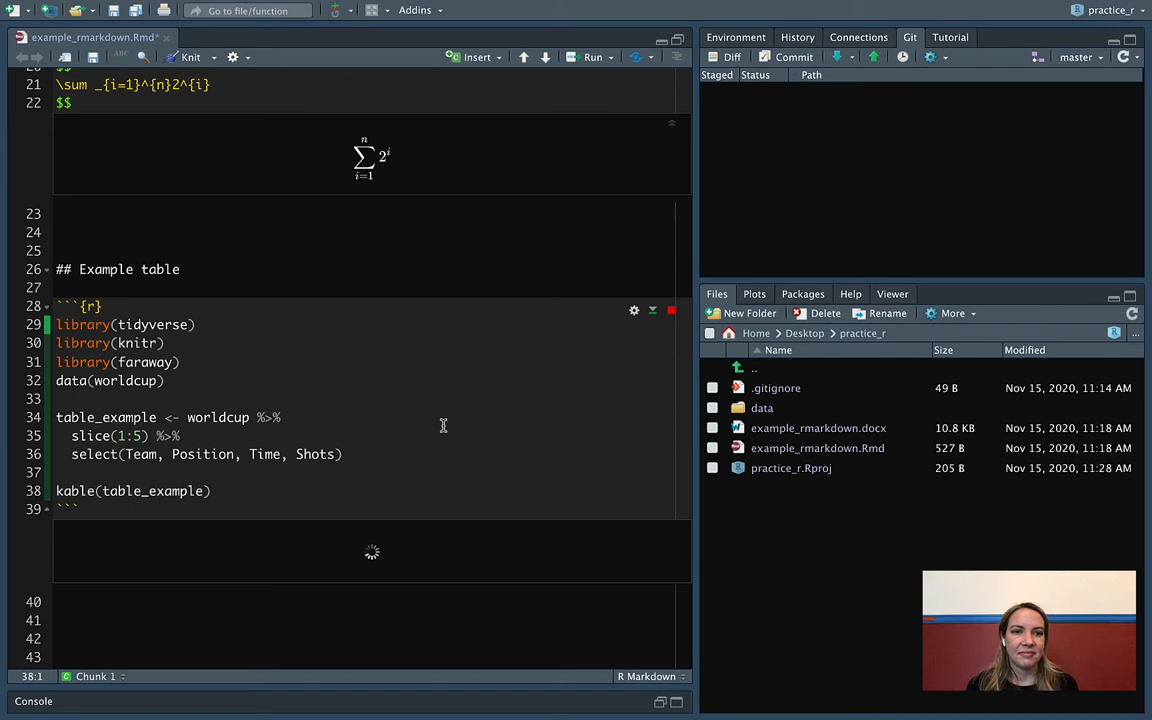 Go to file/function
Addins
practice_r
example_rmarkdown.Rmd*
ABC
Knit
Insert
Run
21 \sum _{i=1}^{n}2^{i}
22 $$
n
∑ 2^i
i=1
23
24
25
26 ## Example table
27
28 ```{r}
29 library(tidyverse)
30 library(knitr)
31 library(faraway)
32 data(worldcup)
33
34 table_example <- worldcup %>%
35 slice(1:5) %>%
36 select(Team, Position, Time, Shots)
37
38 kable(table_example)
39 ```
40
41
42
43
38:1 Chunk 1 R Markdown
Console
Environment History Connections Git Tutorial
Diff Commit master
Staged Status Path
Files Plots Packages Help Viewer
New Folder Delete Rename More
Home Desktop practice_r ...
Name Size Modified
..
.gitignore 49 B Nov 15, 2020, 11:14 AM
data
example_rmarkdown.docx 10.8 KB Nov 15, 2020, 11:28 AM
example_rmarkdown.Rmd 527 B Nov 15, 2020, 11:28 AM
practice_r.Rproj 205 B Nov 15, 2020, 11:28 AM